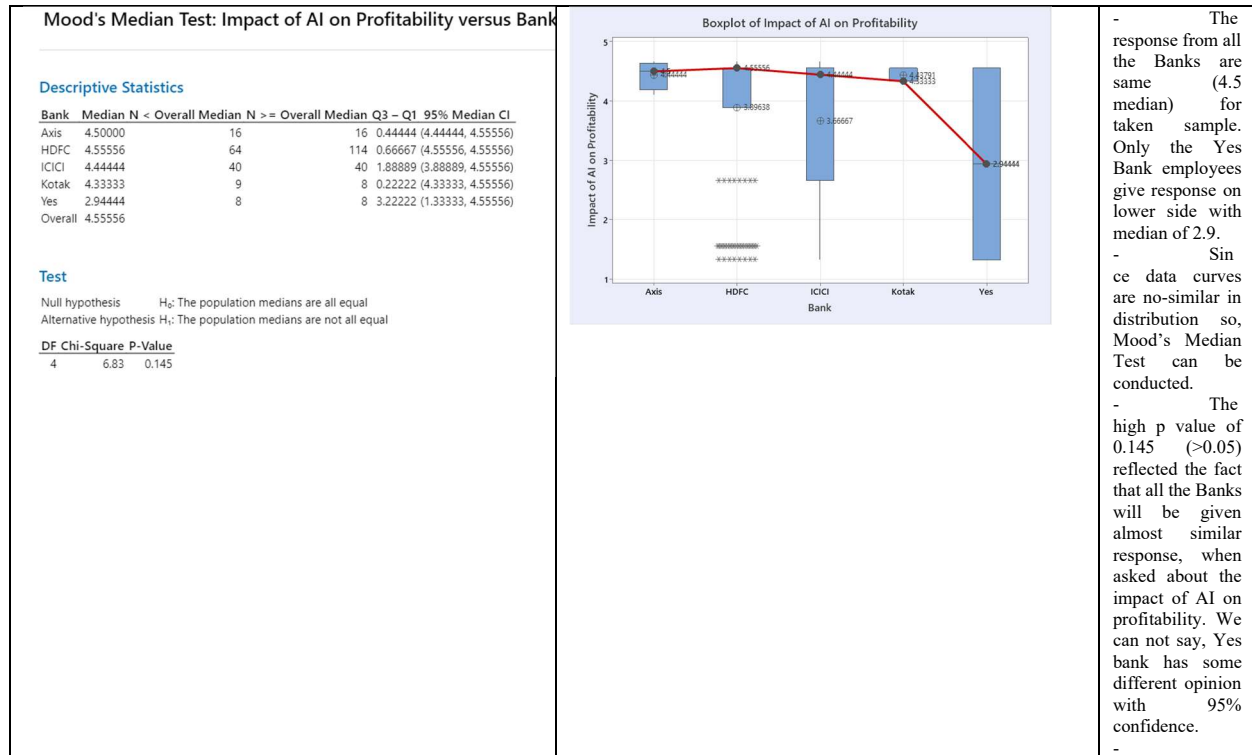 Mood's Median Test: Impact of AI on Profitability versus Bank
Descriptive Statistics
Bank Median N < Overall Median N >= Overall Median Q3 – Q1 95% Median CI
Axis 4.50000 16 16 0.44444 (4.44444, 4.55556)
HDFC 4.55556 64 114 0.66667 (4.55556, 4.55556)
ICICI 4.44444 40 40 1.88889 (3.88889, 4.55556)
Kotak 4.33333 9 8 0.22222 (4.33333, 4.55556)
Yes 2.94444 8 8 3.22222 (1.33333, 4.55556)
Overall 4.55556
Test
Null hypothesis H₀: The population medians are all equal
Alternative hypothesis H₁: The population medians are not all equal
DF Chi-Square P-Value
4 6.83 0.145
Boxplot of Impact of AI on Profitability
Impact of AI on Profitability
5
4
3
2
1
4.44444
4.55556
3.89638
4.44444
3.66667
4.43791
4.33333
2.94444
Axis HDFC ICICI Kotak Yes
Bank
- The
response from all
the Banks are
same (4.5
median) for
taken sample.
Only the Yes
Bank employees
give response on
lower side with
median of 2.9.
- Sin
ce data curves
are no-similar in
distribution so,
Mood's Median
Test can be
conducted.
- The
high p value of
0.145 (>0.05)
reflected the fact
that all the Banks
will be given
almost similar
response, when
asked about the
impact of AI on
profitability. We
can not say, Yes
bank has some
different opinion
with 95%
confidence.
-